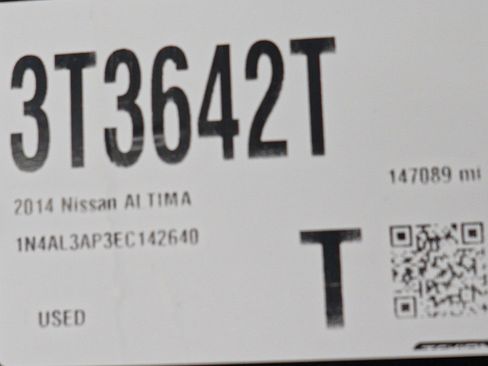 3T3642T
147089 mi
2014 Nissan ALTIMA
1N4AL3AP3EC142640
T
USED